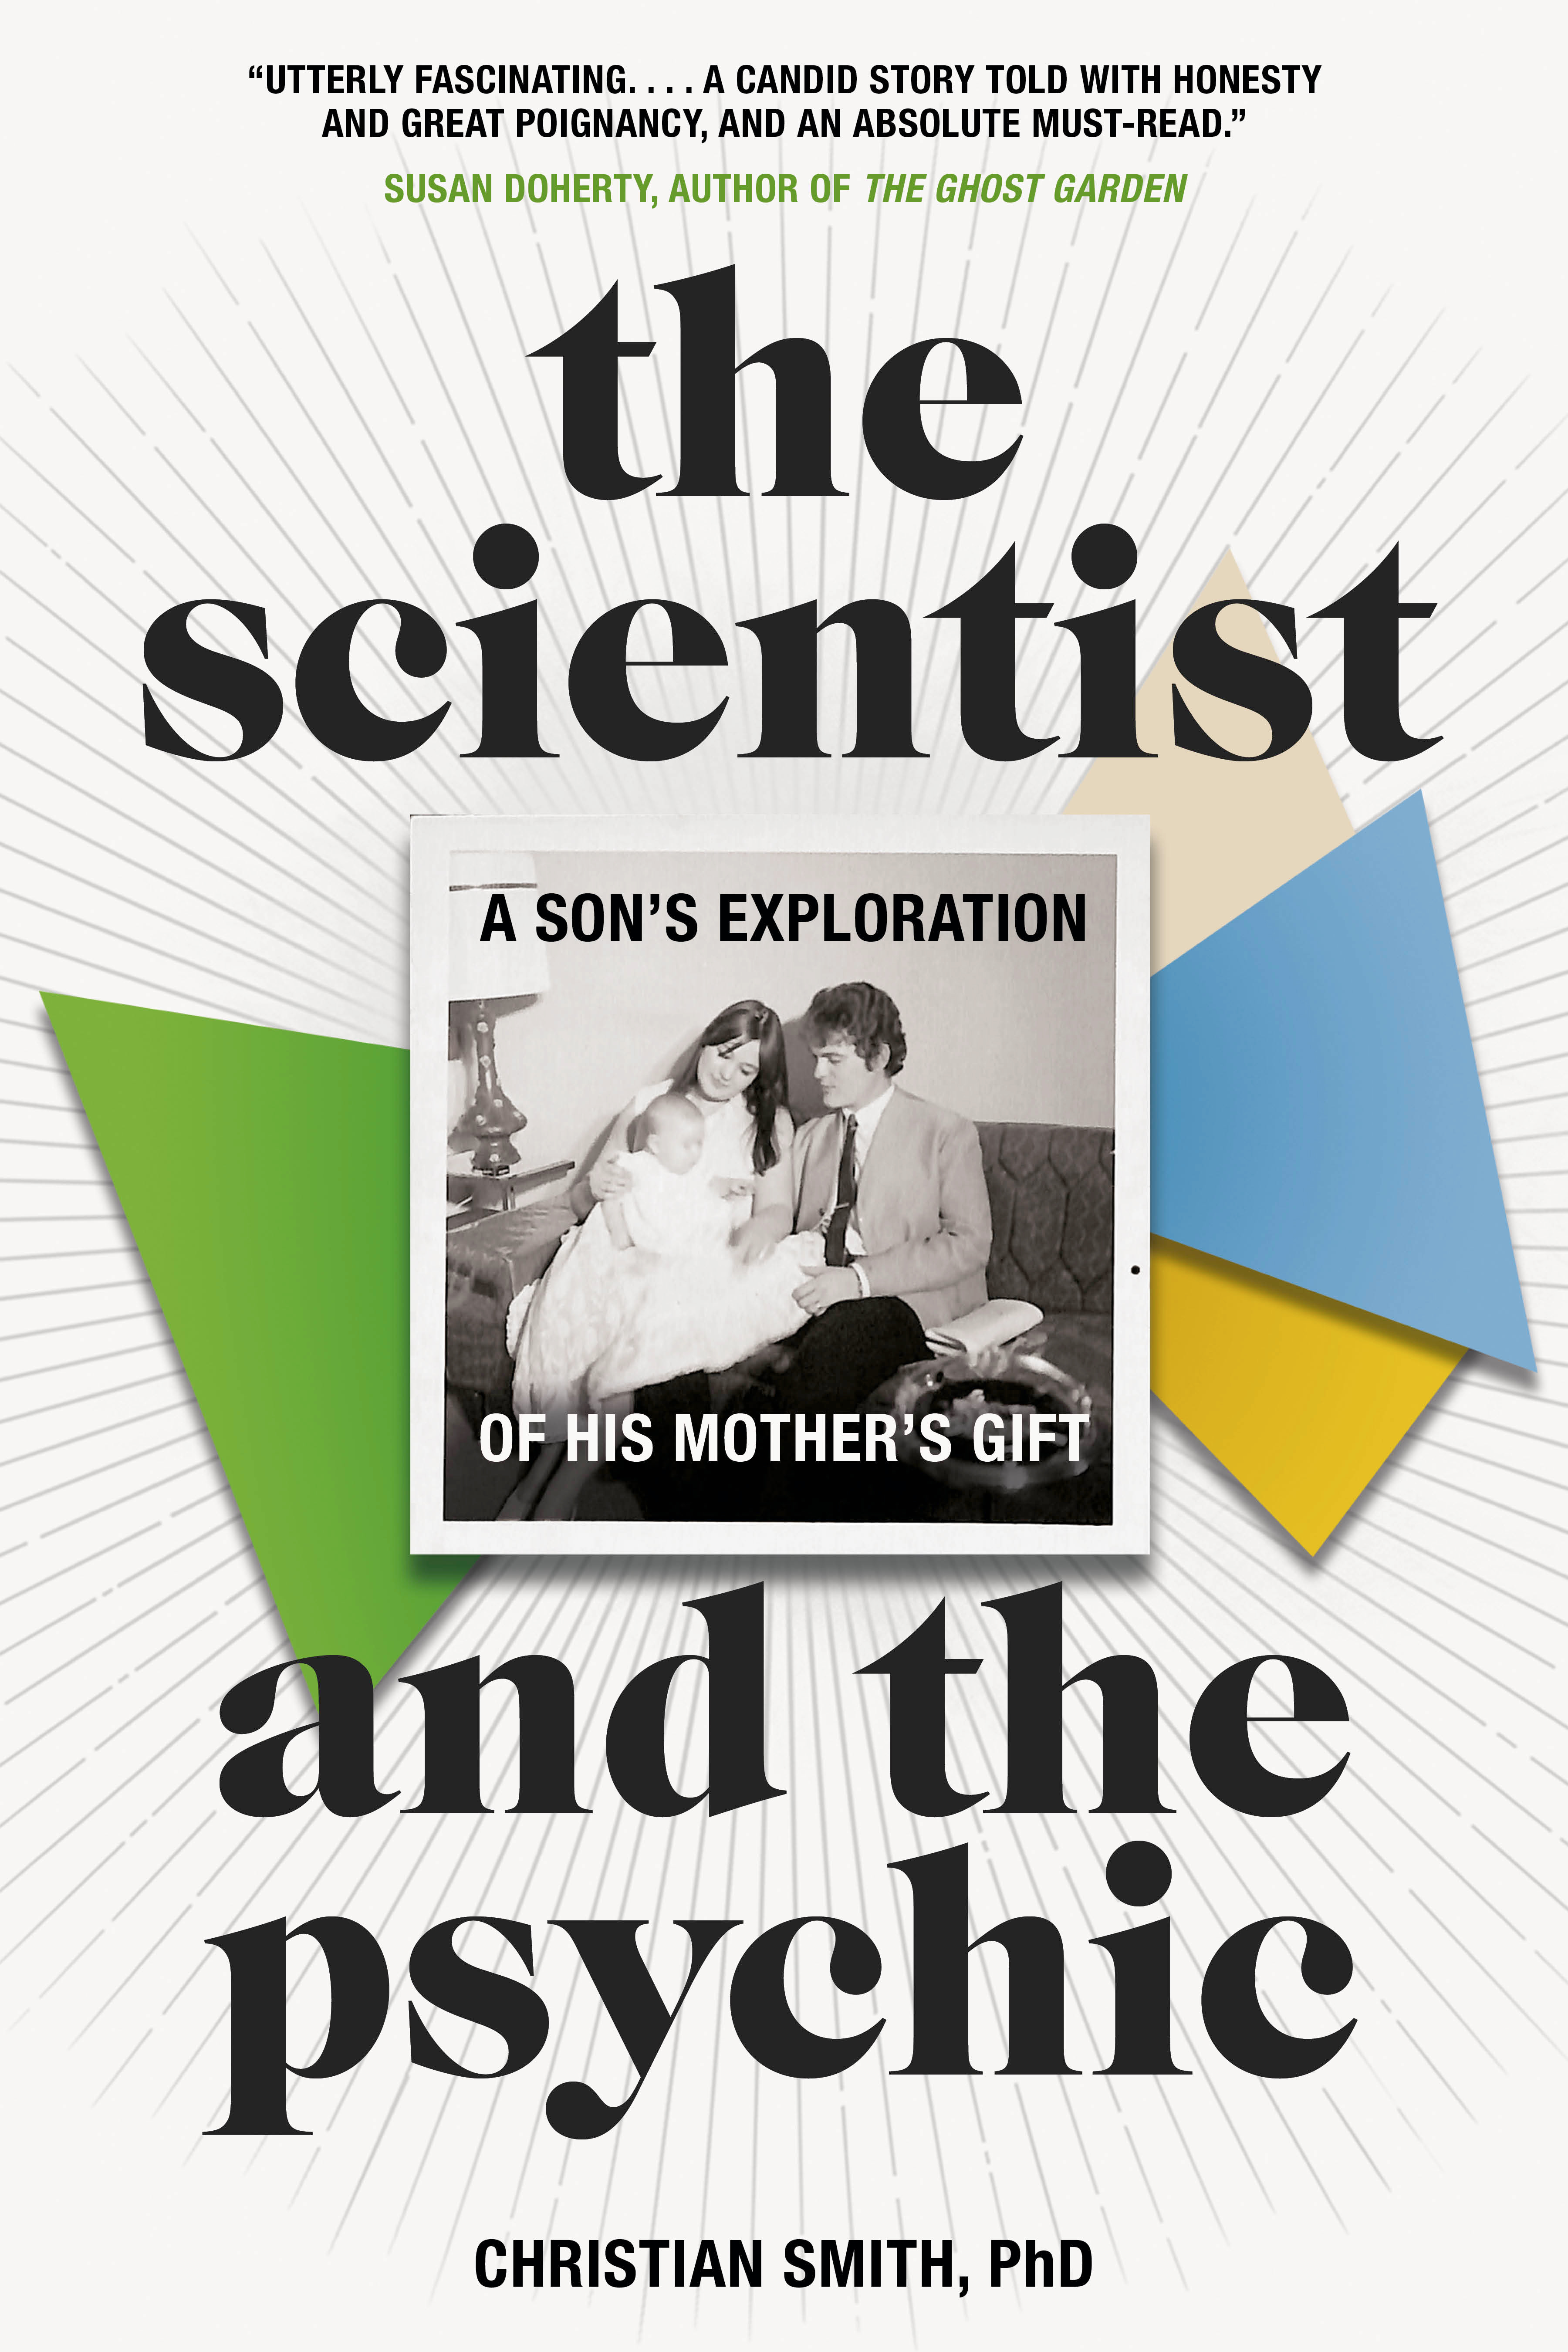 “UTTERLY FASCINATING. . . . A CANDID STORY TOLD WITH HONESTY
AND GREAT POIGNANCY, AND AN ABSOLUTE MUST-READ.”
SUSAN DOHERTY, AUTHOR OF THE GHOST GARDEN
the
scientist
A SON’S EXPLORATION
OF HIS MOTHER’S GIFT
and the
psychic
CHRISTIAN SMITH, PhD